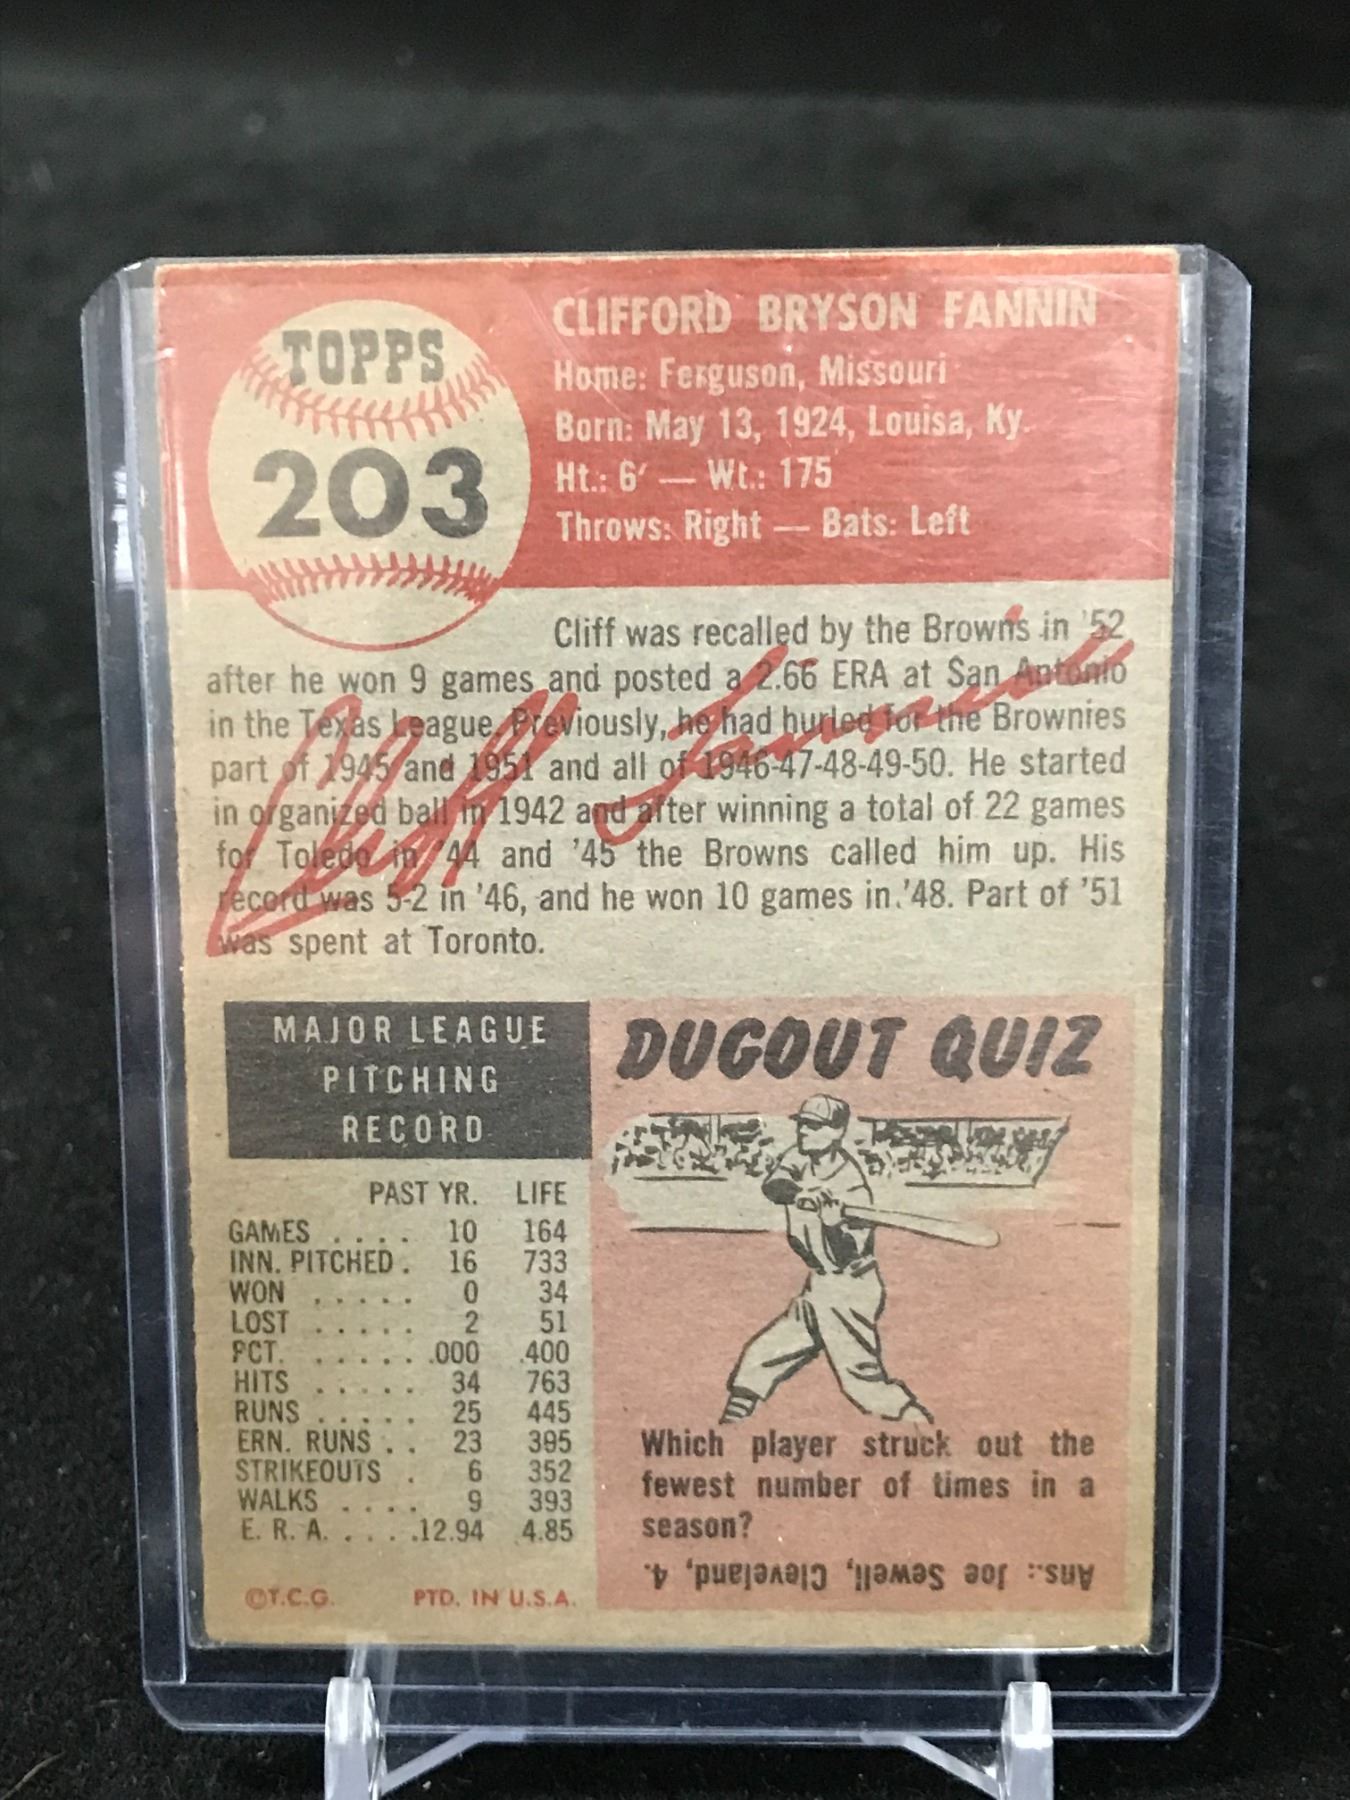 TOPPS
203
CLIFFORD BRYSON FANNIN
Home: Ferguson, Missouri
Born: May 13, 1924, Louisa, Ky.
Ht.: 6′ — Wt.: 175
Throws: Right — Bats: Left
Cliff was recalled by the Browns in '52
after he won 9 games and posted a 2.66 ERA at San Antonio
in the Texas League. Previously, he had hurled for the Brownies
part of 1945 and 1951 and all of 1946-47-48-49-50. He started
in organized ball in 1942 and after winning a total of 22 games
for Toledo in '44 and '45 the Browns called him up. His
record was 5-2 in '46, and he won 10 games in '48. Part of '51
was spent at Toronto.
Cliff Fannin
MAJOR LEAGUE
PITCHING
RECORD
PAST YR. LIFE
GAMES . . . . 10 164
INN. PITCHED . 16 733
WON . . . . . 0 34
LOST . . . . . 2 51
PCT. . . . . . .000 .400
HITS . . . . . 34 763
RUNS . . . . . 25 445
ERN. RUNS . . 23 395
STRIKEOUTS . 6 352
WALKS . . . . 9 393
E. R. A. . . . .12.94 4.85
©T.C.G. PTD. IN U.S.A.
DUGOUT QUIZ
Which player struck out the
fewest number of times in a
season?
Ans.: Joe Sewell, Cleveland, 4.